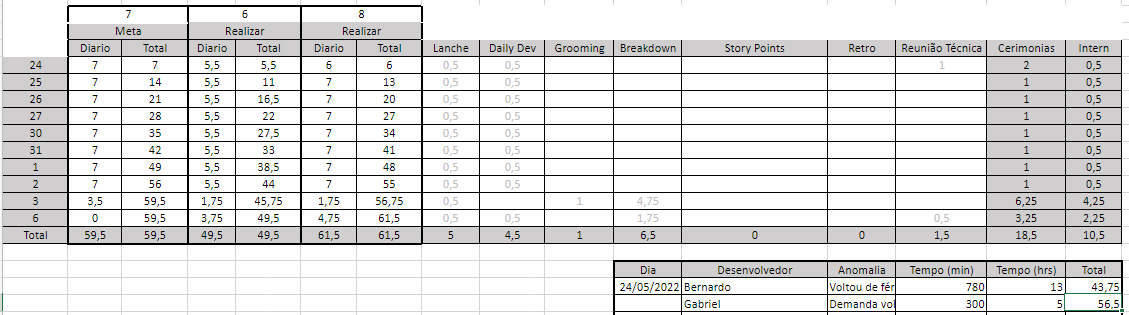 7 6 8
Meta Realizar Realizar
Diario Total Diario Total Diario Total Lanche Daily Dev Grooming Breakdown Story Points Retro Reunião Técnica Cerimonias Intern
24 7 7 5,5 5,5 6 6 0,5 0,5 1 2 0,5
25 7 14 5,5 11 7 13 0,5 0,5 1 0,5
26 7 21 5,5 16,5 7 20 0,5 0,5 1 0,5
27 7 28 5,5 22 7 27 0,5 0,5 1 0,5
30 7 35 5,5 27,5 7 34 0,5 0,5 1 0,5
31 7 42 5,5 33 7 41 0,5 0,5 1 0,5
1 7 49 5,5 38,5 7 48 0,5 0,5 1 0,5
2 7 56 5,5 44 7 55 0,5 0,5 1 0,5
3 3,5 59,5 1,75 45,75 1,75 56,75 0,5 1 4,75 6,25 4,25
6 0 59,5 3,75 49,5 4,75 61,5 0,5 0,5 1,75 0,5 3,25 2,25
Total 59,5 59,5 49,5 49,5 61,5 61,5 5 4,5 1 6,5 0 0 1,5 18,5 10,5
Dia Desenvolvedor Anomalia Tempo (min) Tempo (hrs) Total
24/05/2022 Bernardo Voltou de fér 780 13 43,75
Gabriel Demanda vol 300 5 56,5